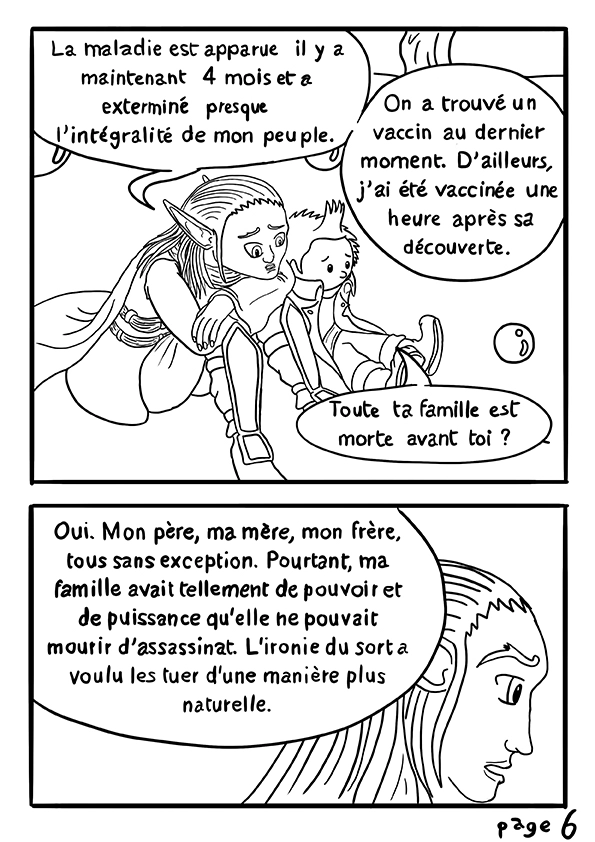 La maladie est apparue il y a
maintenant 4 mois et a
exterminé presque
l'intégralité de mon peuple.
On a trouvé un
vaccin au dernier
moment. D'ailleurs,
j'ai été vaccinée une
heure après sa
découverte.
Toute ta famille est
morte avant toi ?
Oui. Mon père, ma mère, mon frère,
tous sans exception. Pourtant, ma
famille avait tellement de pouvoir et
de puissance qu'elle ne pouvait
mourir d'assassinat. L'ironie du sort a
voulu les tuer d'une manière plus
naturelle.
page 6